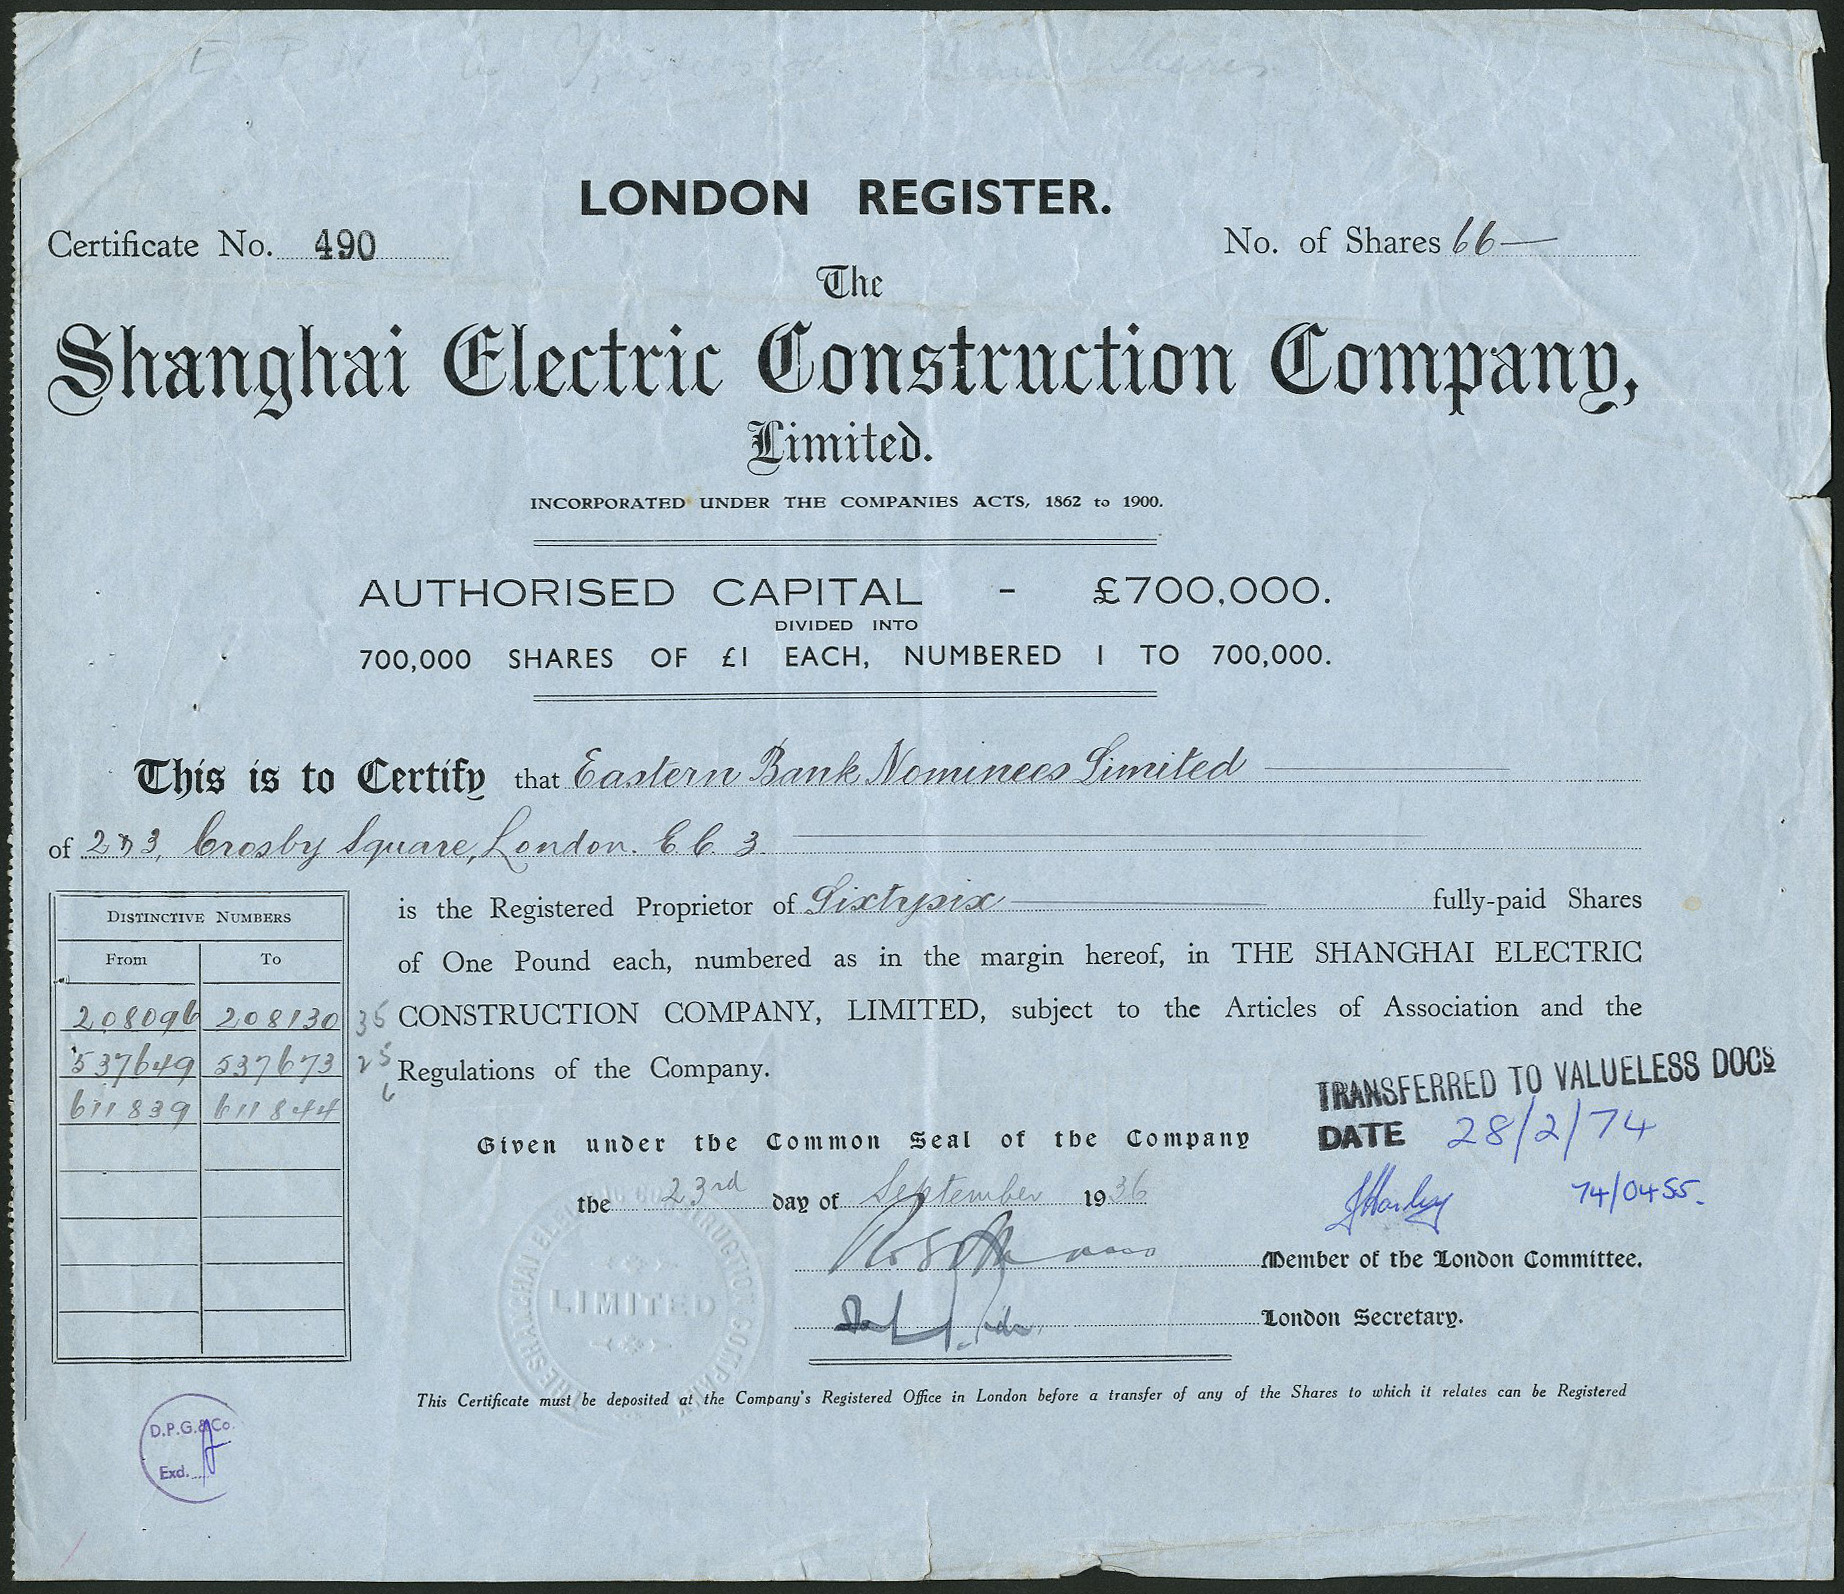 LONDON REGISTER.
Certificate No. 490
No. of Shares 66—
The
Shanghai Electric Construction Company,
Limited.
INCORPORATED UNDER THE COMPANIES ACTS, 1862 to 1900.
AUTHORISED CAPITAL - £700,000.
DIVIDED INTO
700,000 SHARES OF £1 EACH, NUMBERED 1 TO 700,000.
This is to Certify that Eastern Bank Nominees Limited
of 2 & 3, Crosby Square, London. E.C. 3.
DISTINCTIVE NUMBERS
From To
208096 208130 35
537649 537673 25
611839 611844 6
is the Registered Proprietor of Sixtysix fully-paid Shares
of One Pound each, numbered as in the margin hereof, in THE SHANGHAI ELECTRIC
CONSTRUCTION COMPANY, LIMITED, subject to the Articles of Association and the
Regulations of the Company.
TRANSFERRED TO VALUELESS DOCS
DATE 28/2/74
74/0455.
Given under the Common Seal of the Company
the 23rd day of September 1936
Member of the London Committee.
London Secretary.
THE SHANGHAI ELECTRIC CONSTRUCTION COMPANY
LIMITED
This Certificate must be deposited at the Company's Registered Office in London before a transfer of any of the Shares to which it relates can be Registered
D.P.G. & Co.
Exd.